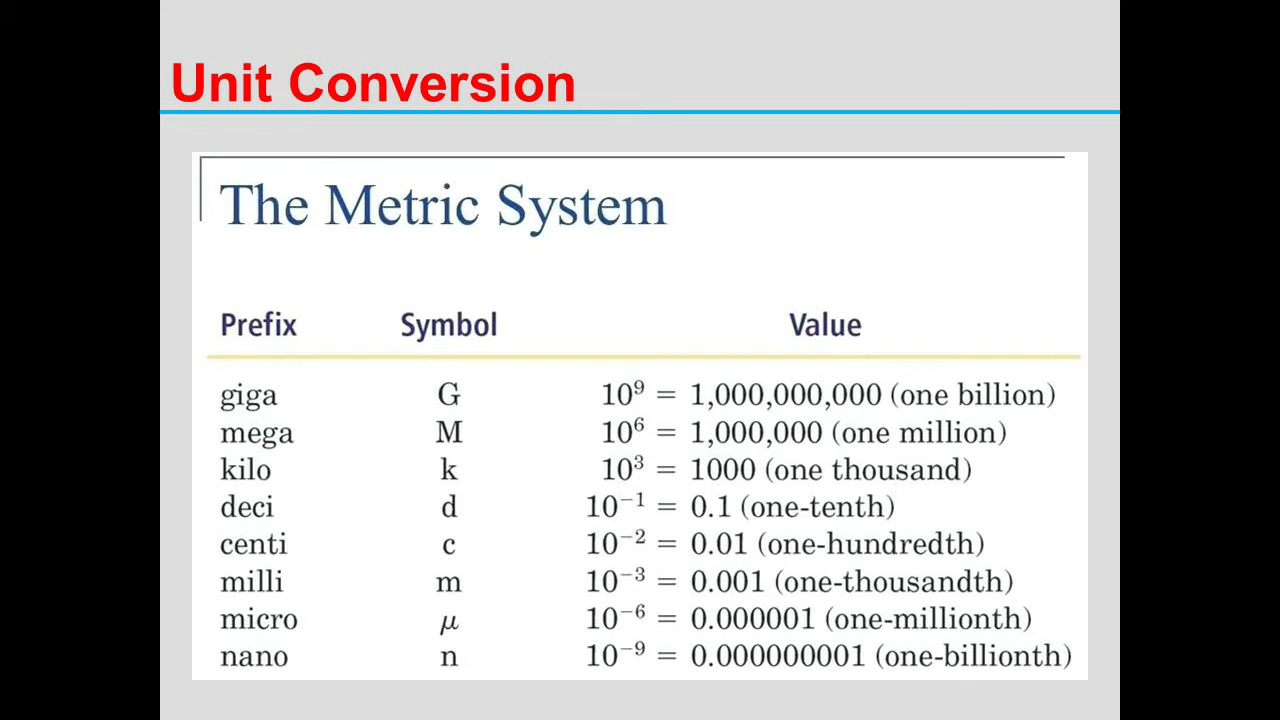 Unit Conversion
The Metric System
Prefix Symbol Value
giga G 10⁹ = 1,000,000,000 (one billion)
mega M 10⁶ = 1,000,000 (one million)
kilo k 10³ = 1000 (one thousand)
deci d 10⁻¹ = 0.1 (one-tenth)
centi c 10⁻² = 0.01 (one-hundredth)
milli m 10⁻³ = 0.001 (one-thousandth)
micro μ 10⁻⁶ = 0.000001 (one-millionth)
nano n 10⁻⁹ = 0.000000001 (one-billionth)